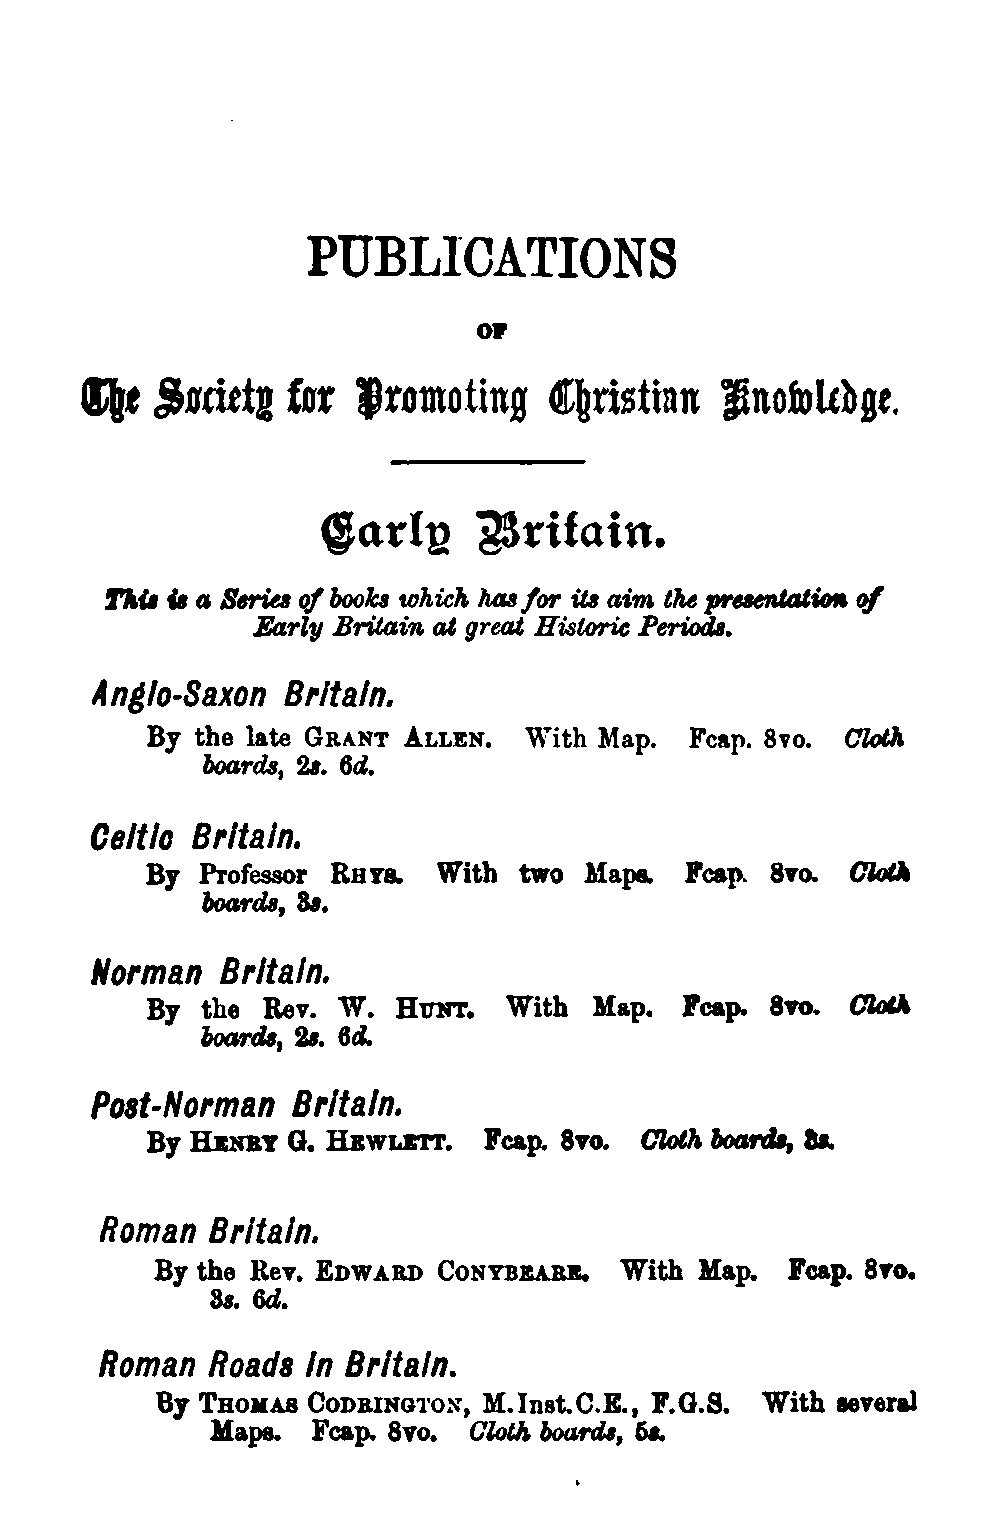 PUBLICATIONS
OF
The Society for Promoting Christian Knowledge.
Early Britain.
This is a Series of books which has for its aim the presentation of
Early Britain at great Historic Periods.
Anglo-Saxon Britain.
By the late GRANT ALLEN. With Map. Fcap. 8vo. Cloth
boards, 2s. 6d.
Celtic Britain.
By Professor RHYS. With two Maps. Fcap. 8vo. Cloth
boards, 3s.
Norman Britain.
By the Rev. W. HUNT. With Map. Fcap. 8vo. Cloth
boards, 2s. 6d.
Post-Norman Britain.
By HENRY G. HEWLETT. Fcap. 8vo. Cloth boards, 3s.
Roman Britain.
By the Rev. EDWARD CONYBEARE. With Map. Fcap. 8vo.
3s. 6d.
Roman Roads in Britain.
By THOMAS CODRINGTON, M.Inst.C.E., F.G.S. With several
Maps. Fcap. 8vo. Cloth boards, 5s.